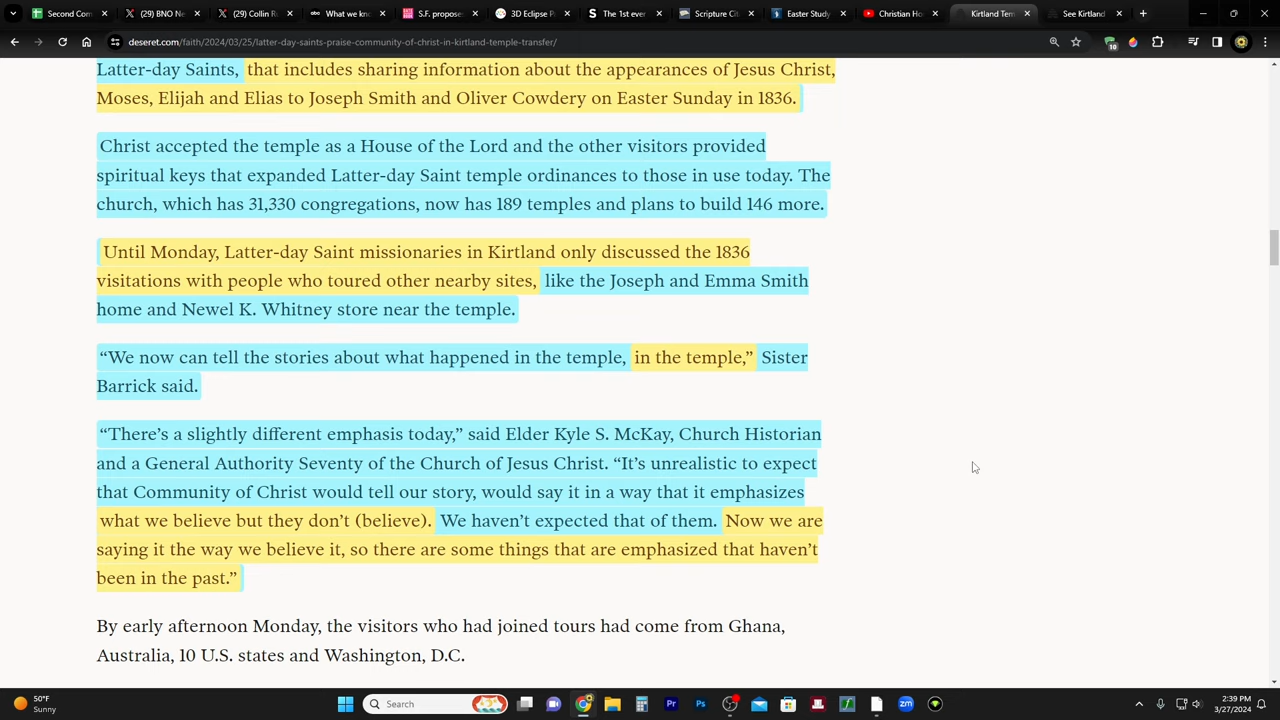 Second Com
(29) BNO Ne
(29) Collin R
What we kn
S.F. propose
3D Eclipse P
The 1st ever
Scripture Cit
Easter Study
Christian Ho
Kirtland Tem
See Kirtland
deseret.com/faith/2024/03/25/latter-day-saints-praise-community-of-christ-in-kirtland-temple-transfer/
10
Latter-day Saints, that includes sharing information about the appearances of Jesus Christ,
Moses, Elijah and Elias to Joseph Smith and Oliver Cowdery on Easter Sunday in 1836.
Christ accepted the temple as a House of the Lord and the other visitors provided
spiritual keys that expanded Latter-day Saint temple ordinances to those in use today. The
church, which has 31,330 congregations, now has 189 temples and plans to build 146 more.
Until Monday, Latter-day Saint missionaries in Kirtland only discussed the 1836
visitations with people who toured other nearby sites, like the Joseph and Emma Smith
home and Newel K. Whitney store near the temple.
“We now can tell the stories about what happened in the temple, in the temple,” Sister
Barrick said.
“There’s a slightly different emphasis today,” said Elder Kyle S. McKay, Church Historian
and a General Authority Seventy of the Church of Jesus Christ. “It’s unrealistic to expect
that Community of Christ would tell our story, would say it in a way that it emphasizes
what we believe but they don’t (believe). We haven’t expected that of them. Now we are
saying it the way we believe it, so there are some things that are emphasized that haven’t
been in the past.”
By early afternoon Monday, the visitors who had joined tours had come from Ghana,
Australia, 10 U.S. states and Washington, D.C.
50°F
Sunny
Search
Pr
Ps
zm
2:39 PM
3/27/2024